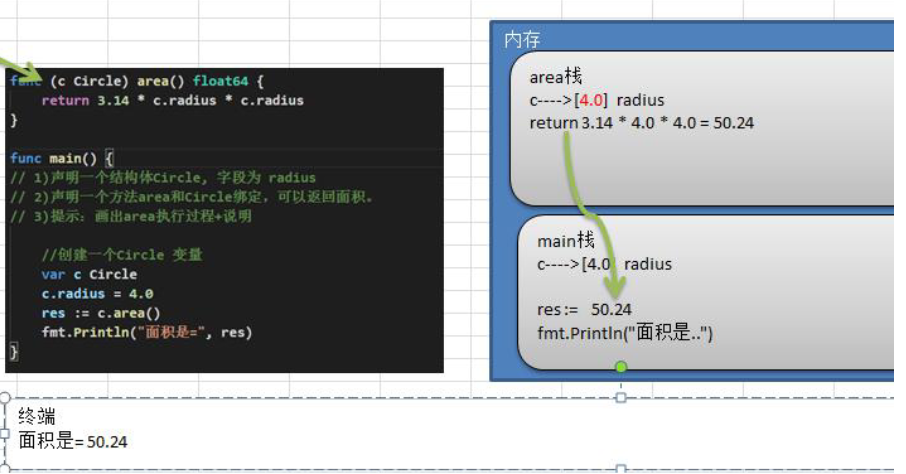 func (c Circle) area() float64 {
return 3.14 * c.radius * c.radius
}
func main() {
// 1)声明一个结构体Circle, 字段为 radius
// 2)声明一个方法area和Circle绑定，可以返回面积。
// 3)提示：画出area执行过程+说明
//创建一个Circle 变量
var c Circle
c.radius = 4.0
res := c.area()
fmt.Println("面积是=", res)
}
内存
area栈
c---->[4.0] radius
return 3.14 * 4.0 * 4.0 = 50.24
main栈
c---->[4.0] radius
res := 50.24
fmt.Println("面积是..")
终端
面积是= 50.24